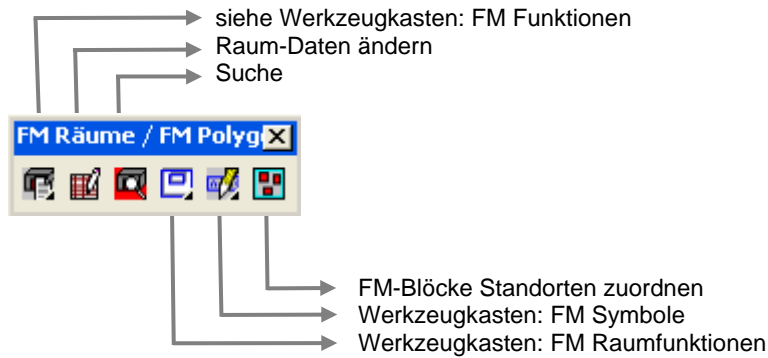 siehe Werkzeugkasten: FM Funktionen
Raum-Daten ändern
Suche
FM Räume / FM Polyg
FM-Blöcke Standorten zuordnen
Werkzeugkasten: FM Symbole
Werkzeugkasten: FM Raumfunktionen